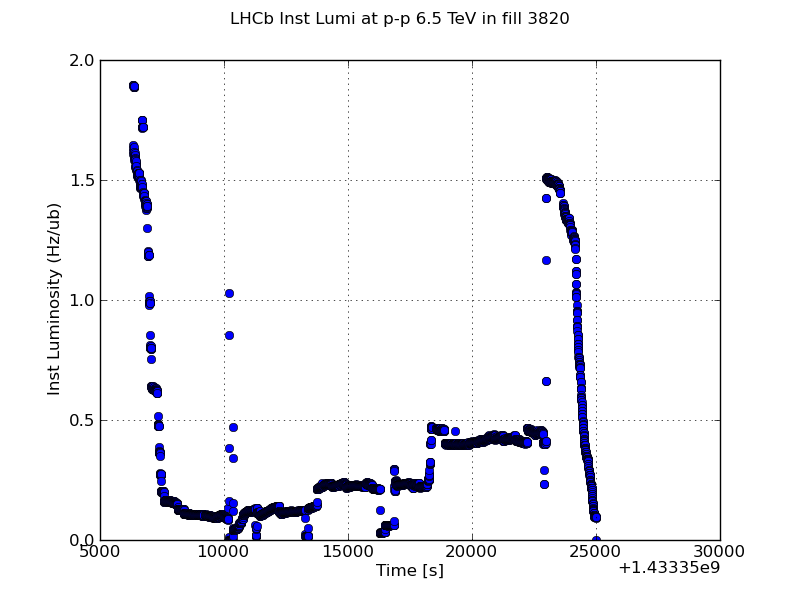 LHCb Inst Lumi at p-p 6.5 TeV in fill 3820
2.0
1.5
1.0
0.5
0.0
Inst Luminosity (Hz/ub)
5000 10000 15000 20000 25000 30000
Time [s]
+1.43335e9